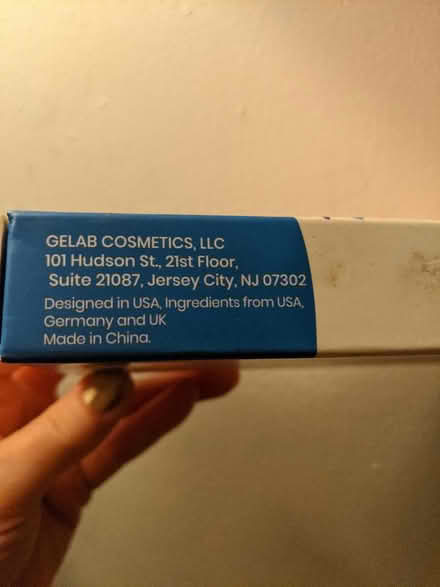 GELAB COSMETICS, LLC
101 Hudson St., 21st Floor,
Suite 21087, Jersey City, NJ 07302
Designed in USA, Ingredients from USA,
Germany and UK
Made in China.